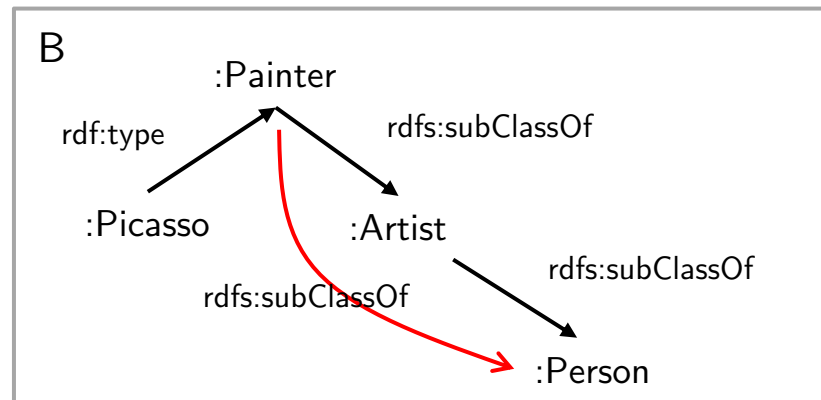 B
:Painter
rdfs:subClassOf
rdf:type
:Picasso
:Artist
rdfs:subClassOf
rdfs:subClassOf
:Person